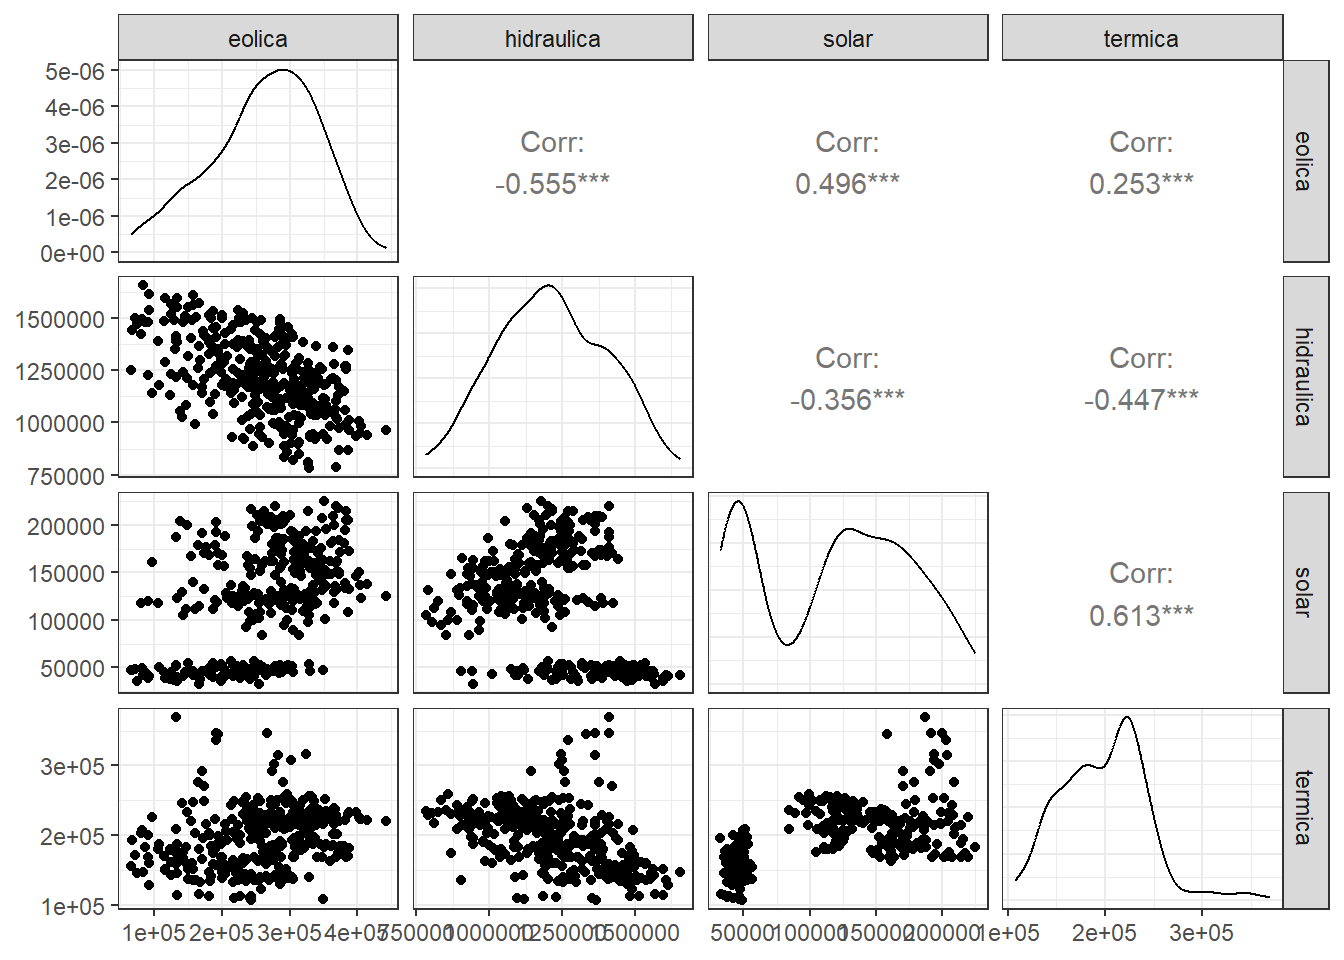 eolica
hidraulica
solar
termica
5e-06
4e-06
3e-06
2e-06
1e-06
0e+00
Corr:
-0.555***
Corr:
0.496***
Corr:
0.253***
eolica
1500000
1250000
1000000
750000
Corr:
-0.356***
Corr:
-0.447***
hidraulica
200000
150000
100000
50000
Corr:
0.613***
solar
3e+05
2e+05
1e+05
termica
1e+05 2e+05 3e+05 4e+05
750000 1000000 1250000 1500000
50000 100000 150000 200000
1e+05 2e+05 3e+05